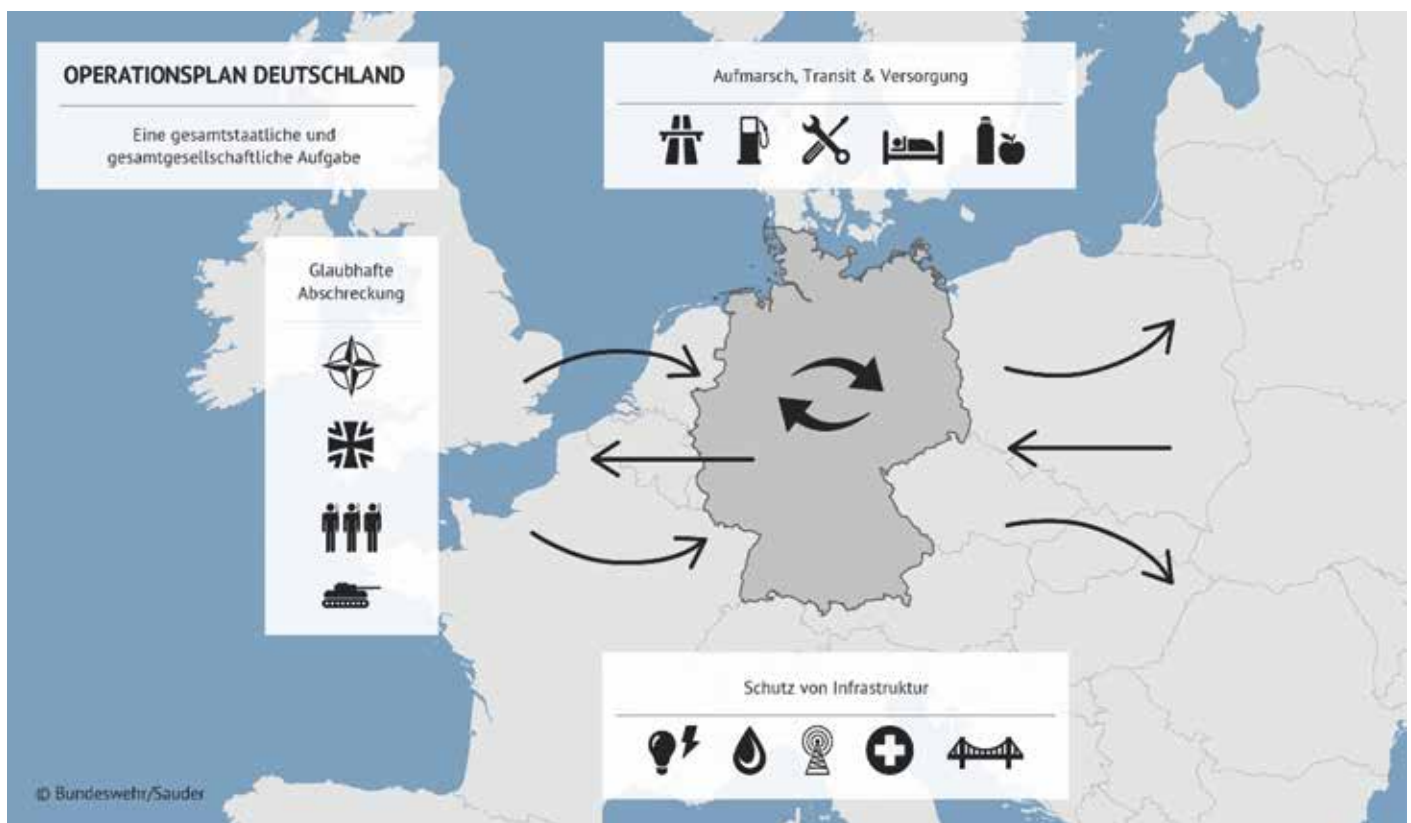 OPERATIONSPLAN DEUTSCHLAND
Eine gesamtstaatliche und
gesamtgesellschaftliche Aufgabe
Aufmarsch, Transit & Versorgung
Glaubhafte
Abschreckung
Schutz von Infrastruktur
© Bundeswehr/Sauder